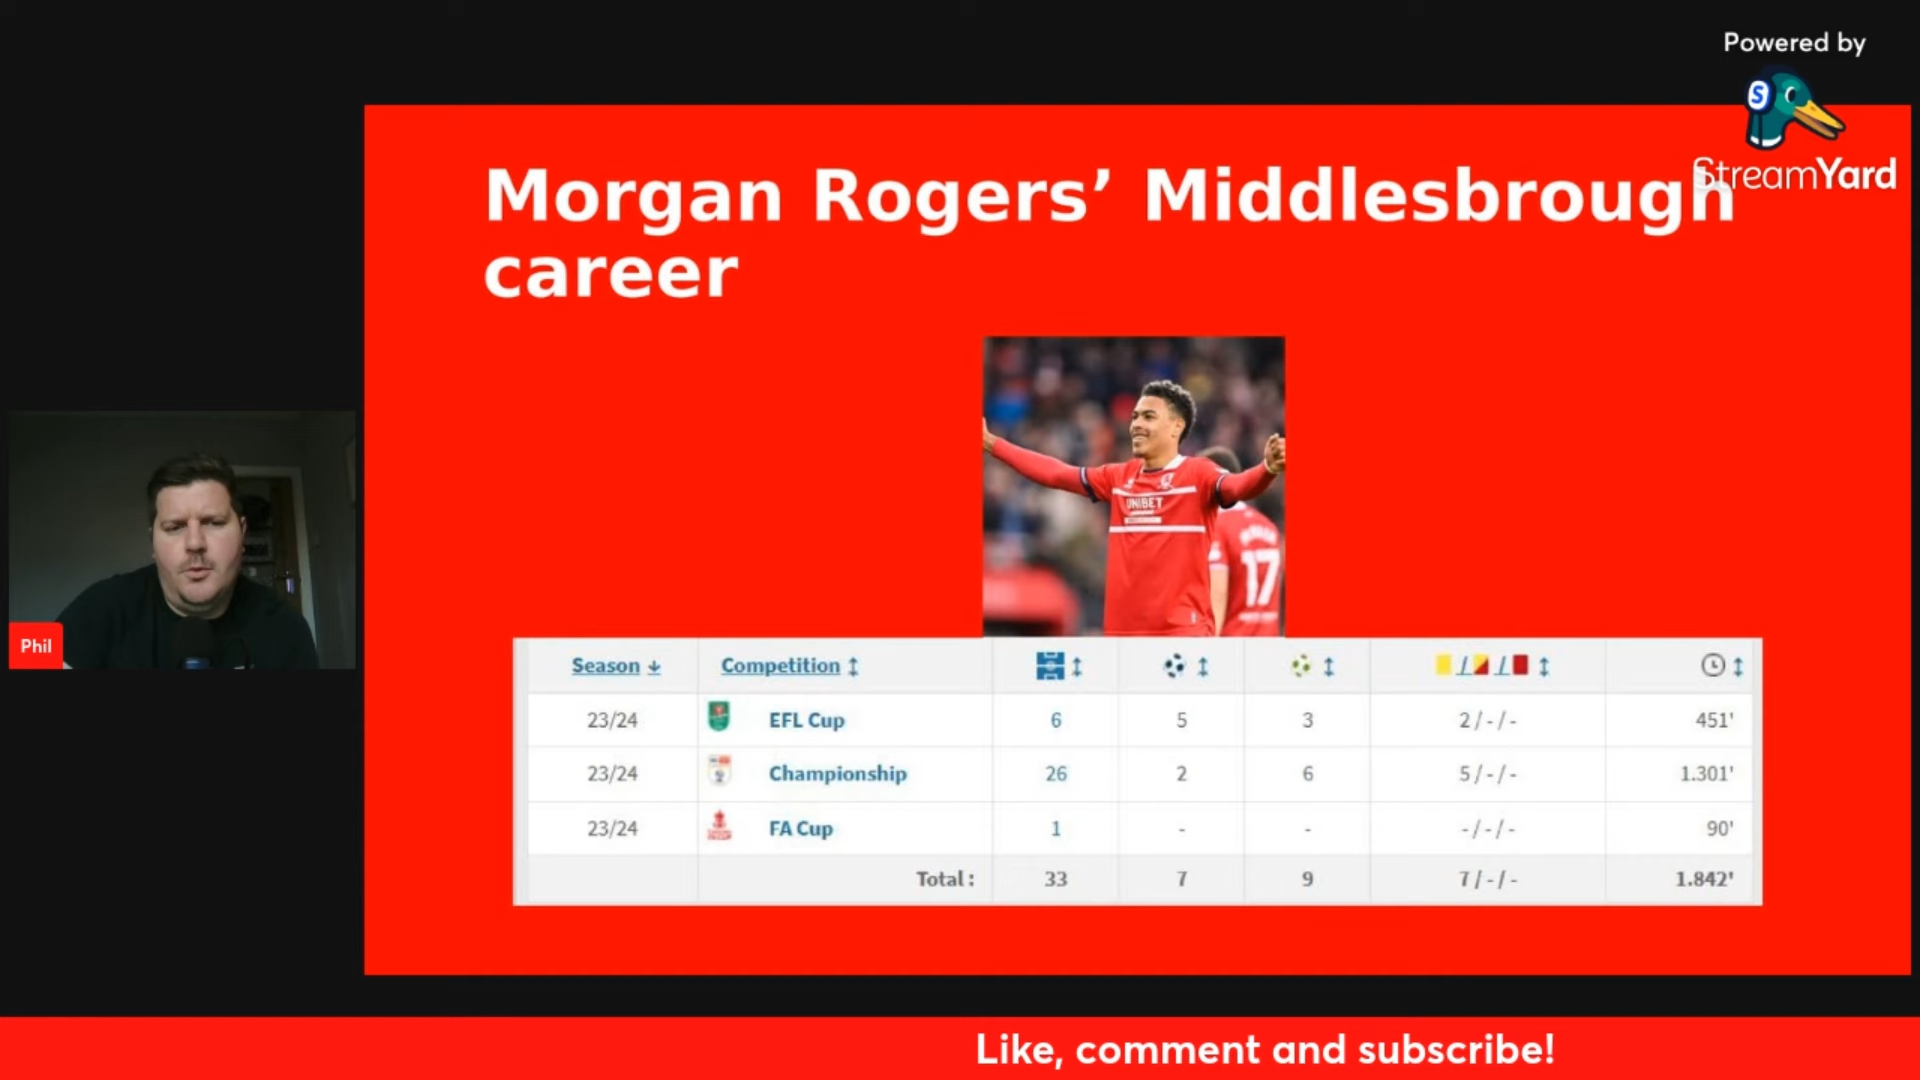 Powered by
StreamYard
Morgan Rogers’ Middlesbrough
career
UNIBET
17
Phil
Season Competition
23/24 EFL Cup 6 5 3 2/-/- 451'
23/24 Championship 26 2 6 5/-/- 1.301'
23/24 FA Cup 1 - - -/-/- 90'
Total: 33 7 9 7/-/- 1.842'
Like, comment and subscribe!